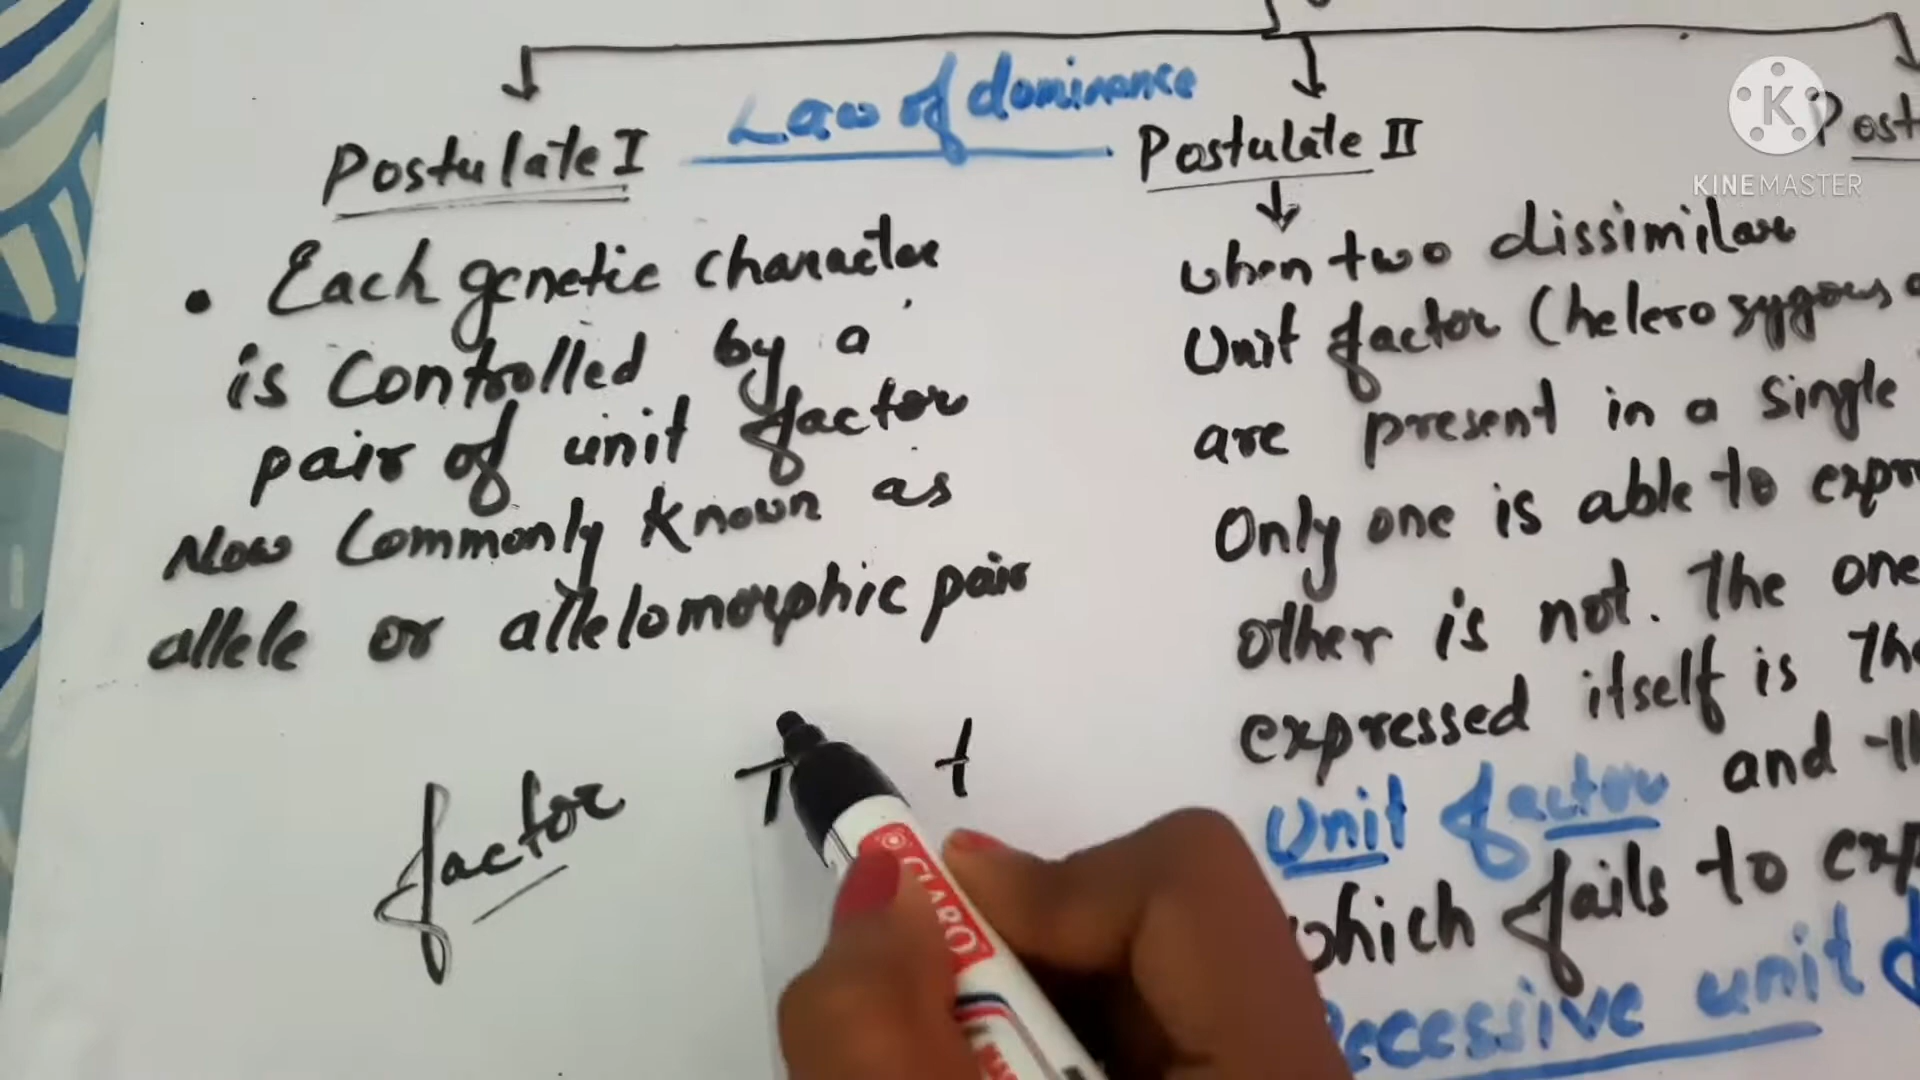 Law of dominance
Postulate I
• Each genetic character
is controlled by a
pair of unit factor
Now Commonly known as
allele or allelomorphic pair
factor T t
Postulate II
when two dissimilar
Unit factor (heterozygous
are present in a single
Only one is able to
other is not. The one
expressed itself is
Unit factor and
which fails to
recessive unit
Post
K
KINEMASTER
CLARO